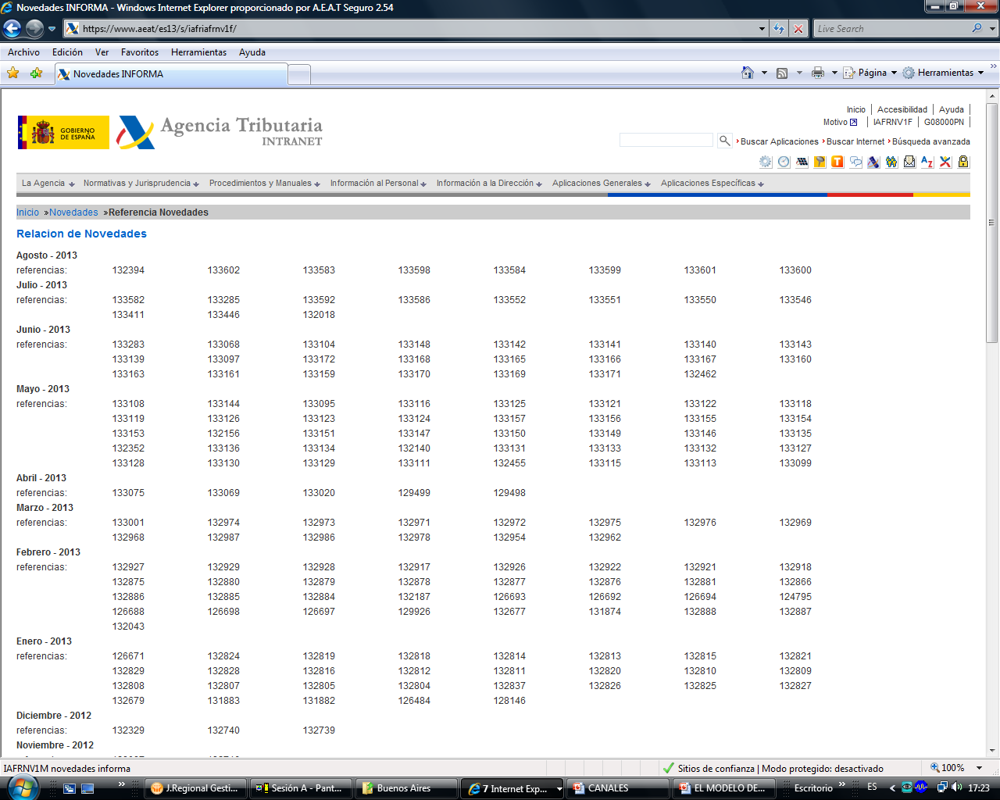 Novedades INFORMA - Windows Internet Explorer proporcionado por A.E.A.T Seguro 2.54
https://www.aeat/es13/s/iafriafrnv1f/
Live Search
Archivo Edición Ver Favoritos Herramientas Ayuda
Novedades INFORMA
Página Herramientas
Inicio Accesibilidad Ayuda
Motivo IAFRNV1F G08000PN
GOBIERNO DE ESPAÑA
Agencia Tributaria
INTRANET
Buscar Aplicaciones Buscar Internet Búsqueda avanzada
La Agencia Normativas y Jurisprudencia Procedimientos y Manuales Información al Personal Información a la Dirección Aplicaciones Generales Aplicaciones Específicas
Inicio »Novedades »Referencia Novedades
Relacion de Novedades
Agosto - 2013
referencias: 132394 133602 133583 133598 133584 133599 133601 133600
Julio - 2013
referencias: 133582 133285 133592 133586 133552 133551 133550 133546
133411 133446 132018
Junio - 2013
referencias: 133283 133068 133104 133148 133142 133141 133140 133143
133139 133097 133172 133168 133165 133166 133167 133160
133163 133161 133159 133170 133169 133171 132462
Mayo - 2013
referencias: 133108 133144 133095 133116 133125 133121 133122 133118
133119 133126 133123 133124 133157 133156 133155 133154
133153 132156 133151 133147 133150 133149 133146 133135
132352 133136 133134 132140 133131 133133 133132 133127
133128 133130 133129 133111 132455 133115 133113 133099
Abril - 2013
referencias: 133075 133069 133020 129499 129498
Marzo - 2013
referencias: 133001 132974 132973 132971 132972 132975 132976 132969
132968 132987 132986 132978 132954 132962
Febrero - 2013
referencias: 132927 132929 132928 132917 132926 132922 132921 132918
132875 132880 132879 132878 132877 132876 132881 132866
132886 132885 132884 132187 126693 126692 126694 124795
126688 126698 126697 129926 132677 131874 132888 132887
132043
Enero - 2013
referencias: 126671 132824 132819 132818 132814 132813 132815 132821
132829 132828 132816 132812 132811 132820 132810 132809
132808 132807 132805 132804 132837 132826 132825 132827
132679 131883 131882 126484 128146
Diciembre - 2012
referencias: 132329 132740 132739
Noviembre - 2012
IAFRNV1M novedades informa
Sitios de confianza | Modo protegido: desactivado
100%
J.Regional Gesti... Sesión A - Pant... Buenos Aires 7 Internet Exp... CANALES EL MODELO DE... Escritorio ES 17:23